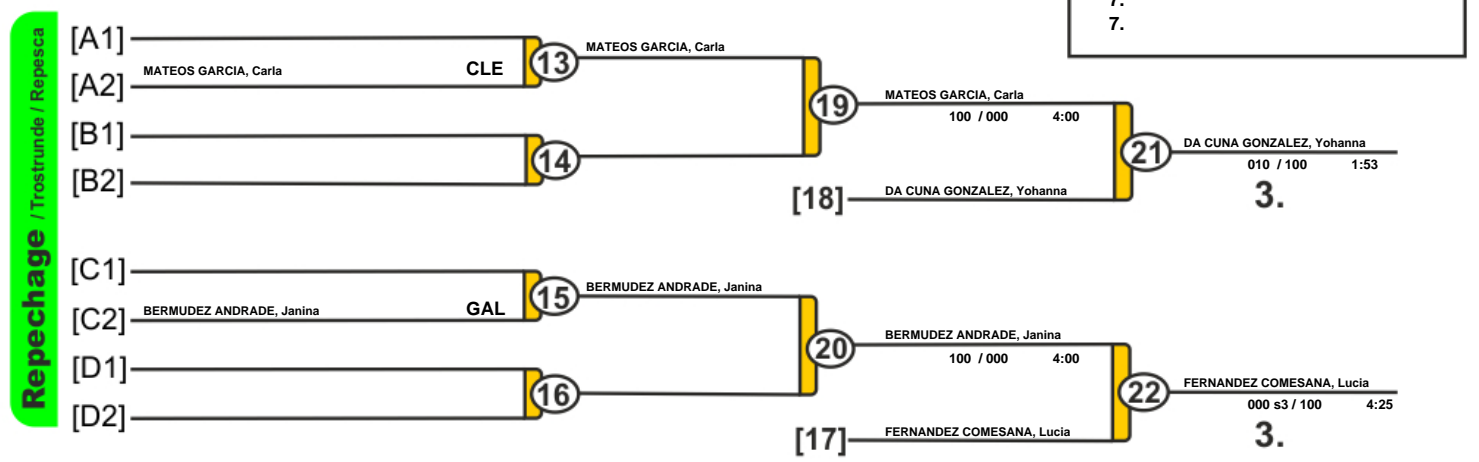 7.
7.
Repechage / Trostrunde / Repesca
[A1]
MATEOS GARCIA, Carla
[A2]
MATEOS GARCIA, Carla CLE
13
[B1]
[B2]
14
19
MATEOS GARCIA, Carla
100 / 000 4:00
[18]
DA CUNA GONZALEZ, Yohanna
21
DA CUNA GONZALEZ, Yohanna
010 / 100 1:53
3.
[C1]
BERMUDEZ ANDRADE, Janina
[C2]
BERMUDEZ ANDRADE, Janina GAL
15
[D1]
[D2]
16
20
BERMUDEZ ANDRADE, Janina
100 / 000 4:00
[17]
FERNANDEZ COMESANA, Lucia
22
FERNANDEZ COMESANA, Lucia
000 s3 / 100 4:25
3.